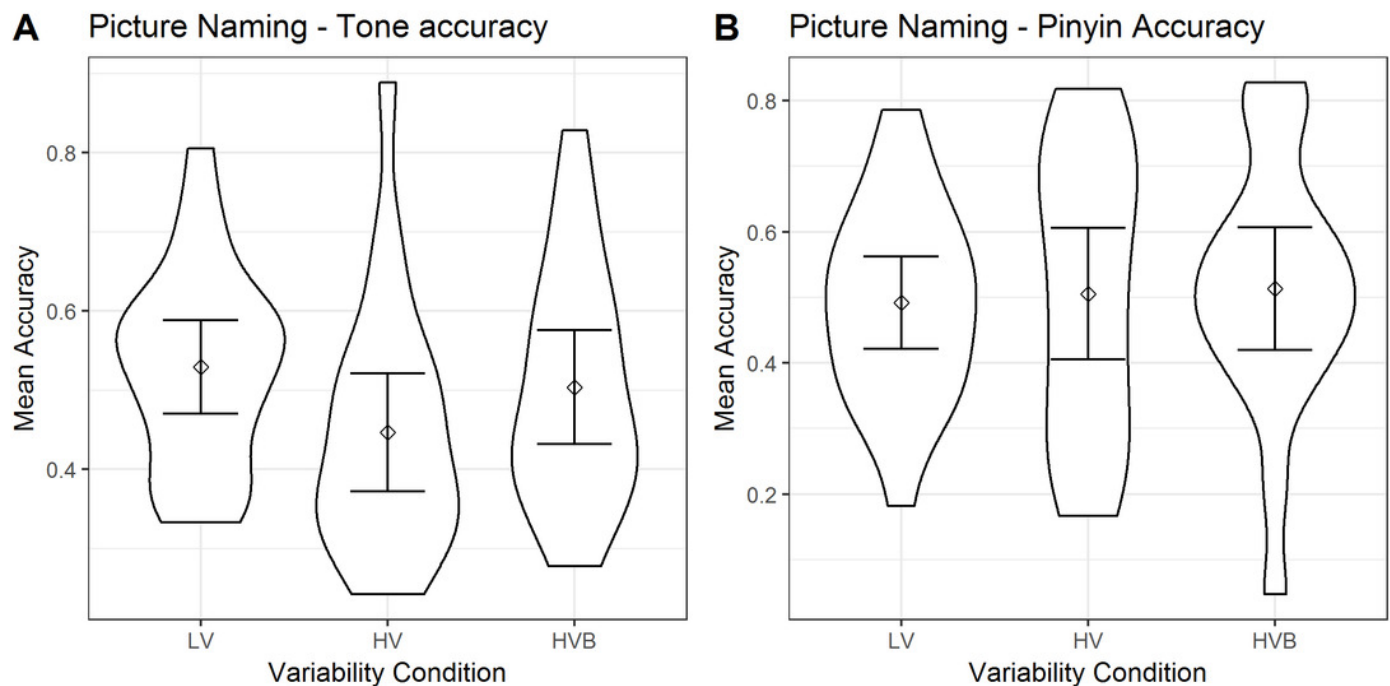 A Picture Naming - Tone accuracy
Mean Accuracy
0.8
0.6
0.4
LV HV HVB
Variability Condition
B Picture Naming - Pinyin Accuracy
Mean Accuracy
0.8
0.6
0.4
0.2
LV HV HVB
Variability Condition